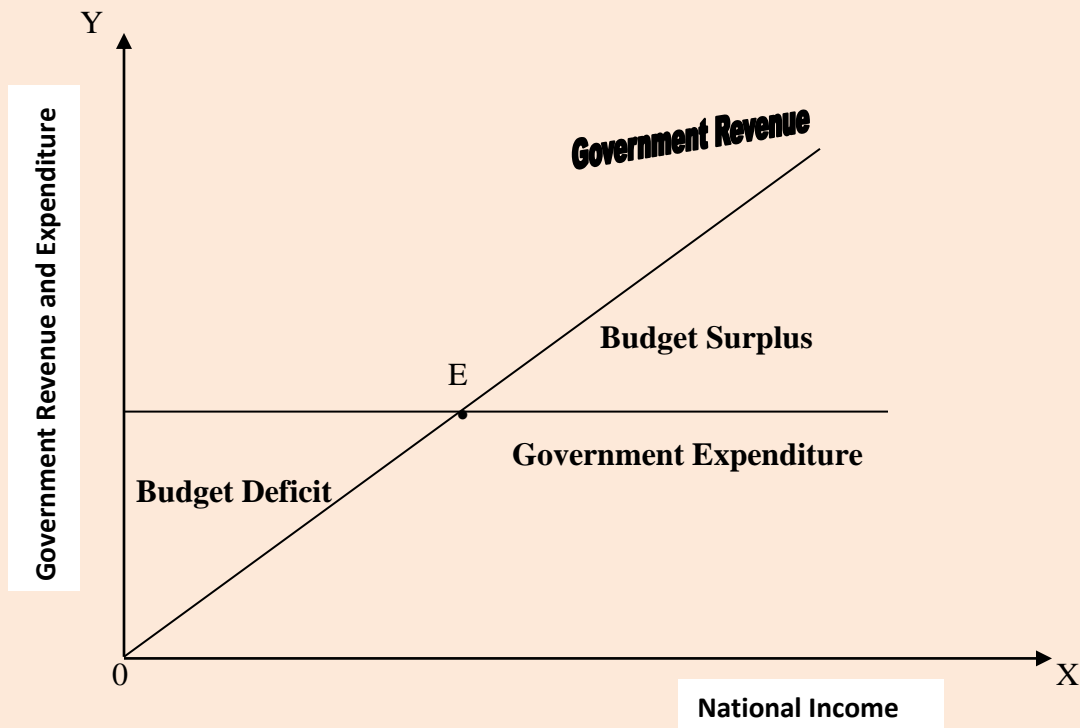 Y
Government Revenue and Expenditure
Government Revenue
Budget Surplus
E
Government Expenditure
Budget Deficit
0
X
National Income